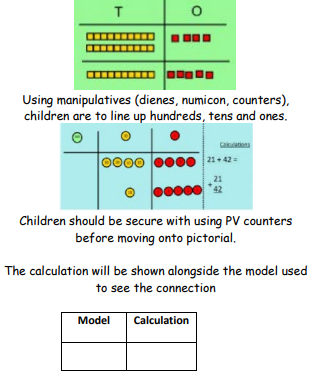 T O
Using manipulatives (dienes, numicon, counters),
children are to line up hundreds, tens and ones.
Calculations
21 + 42 =
21
+
42
Children should be secure with using PV counters
before moving onto pictorial.
The calculation will be shown alongside the model used
to see the connection
Model Calculation